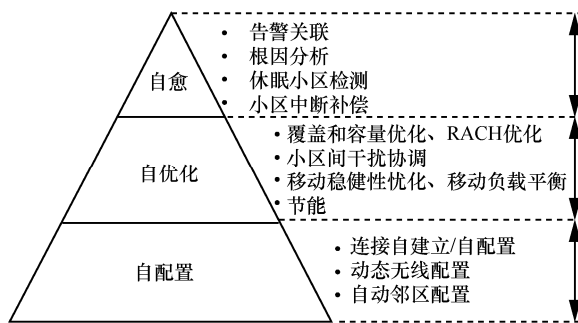 自愈
• 告警关联
• 根因分析
• 休眠小区检测
• 小区中断补偿
自优化
• 覆盖和容量优化、RACH优化
• 小区间干扰协调
• 移动稳健性优化、移动负载平衡
• 节能
自配置
• 连接自建立/自配置
• 动态无线配置
• 自动邻区配置